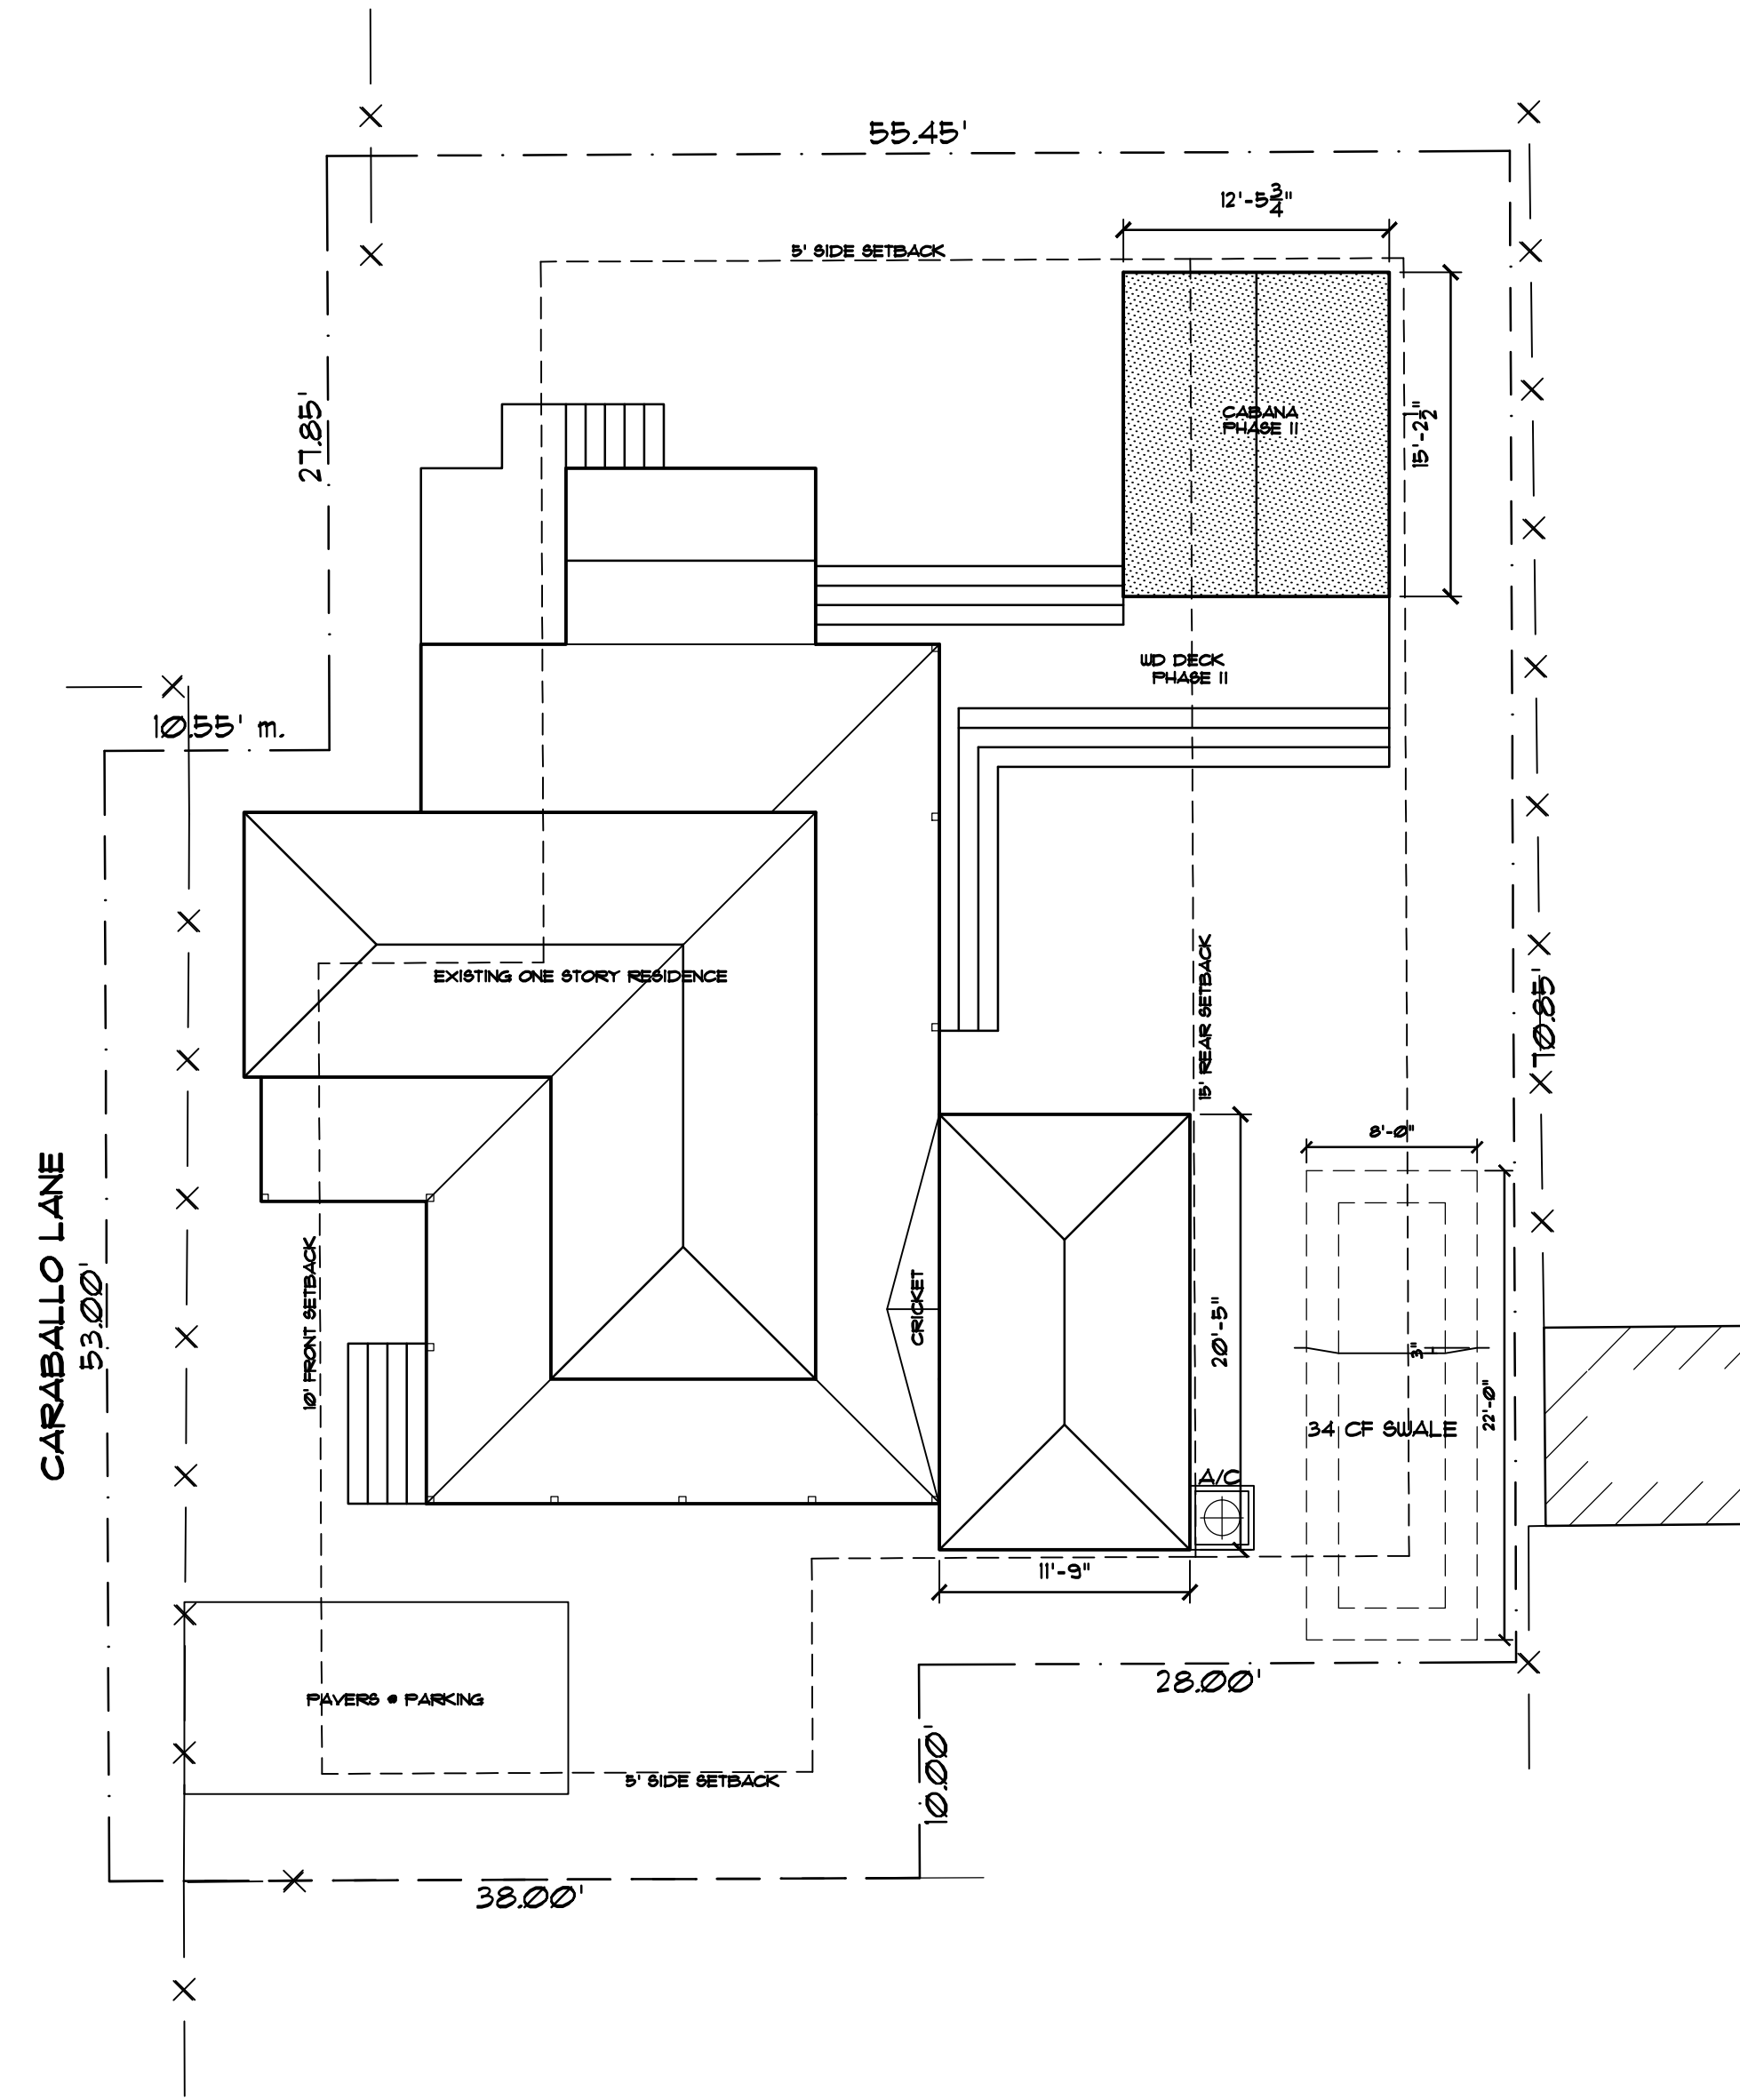 55.45'
12'-5 3/4"
5' SIDE SETBACK
27.85'
CABANA
PHASE II
15'-2 1/2"
WD DECK
PHASE II
10.55' m.
EXISTING ONE STORY RESIDENCE
15' REAR SETBACK
70.85'
8'-0"
CARABALLO LANE
53.00'
10' FRONT SETBACK
CRICKET
20'-5"
3"
22'-0"
34 CF SWALE
A/C
11'-9"
28.00'
PAVERS @ PARKING
5' SIDE SETBACK
10.00'
38.00'